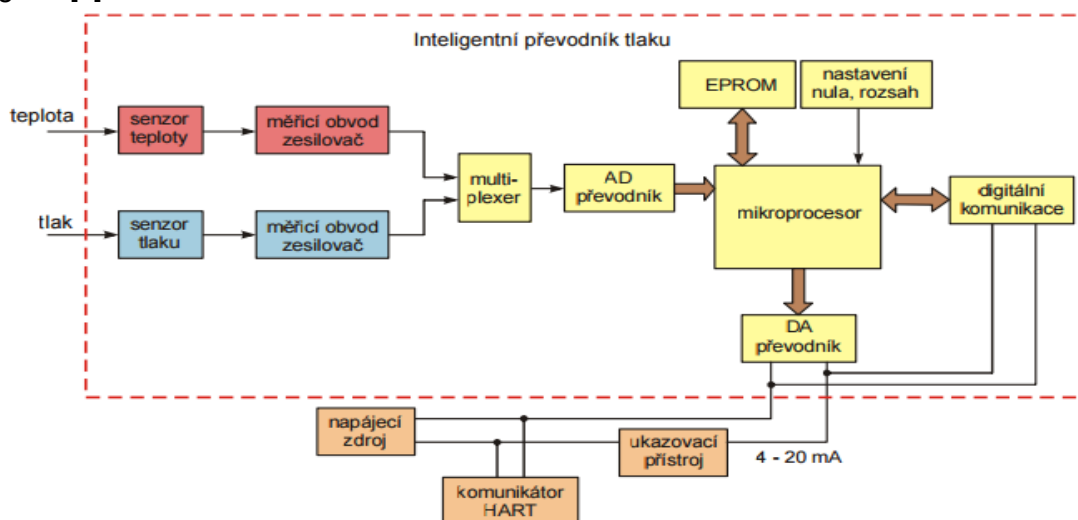 Inteligentní převodník tlaku
teplota
senzor
teploty
měřicí obvod
zesilovač
tlak
senzor
tlaku
měřicí obvod
zesilovač
multi-
plexer
AD
převodník
EPROM
nastavení
nula, rozsah
mikroprocesor
digitální
komunikace
DA
převodník
napájecí
zdroj
ukazovací
přístroj
4 - 20 mA
komunikátor
HART